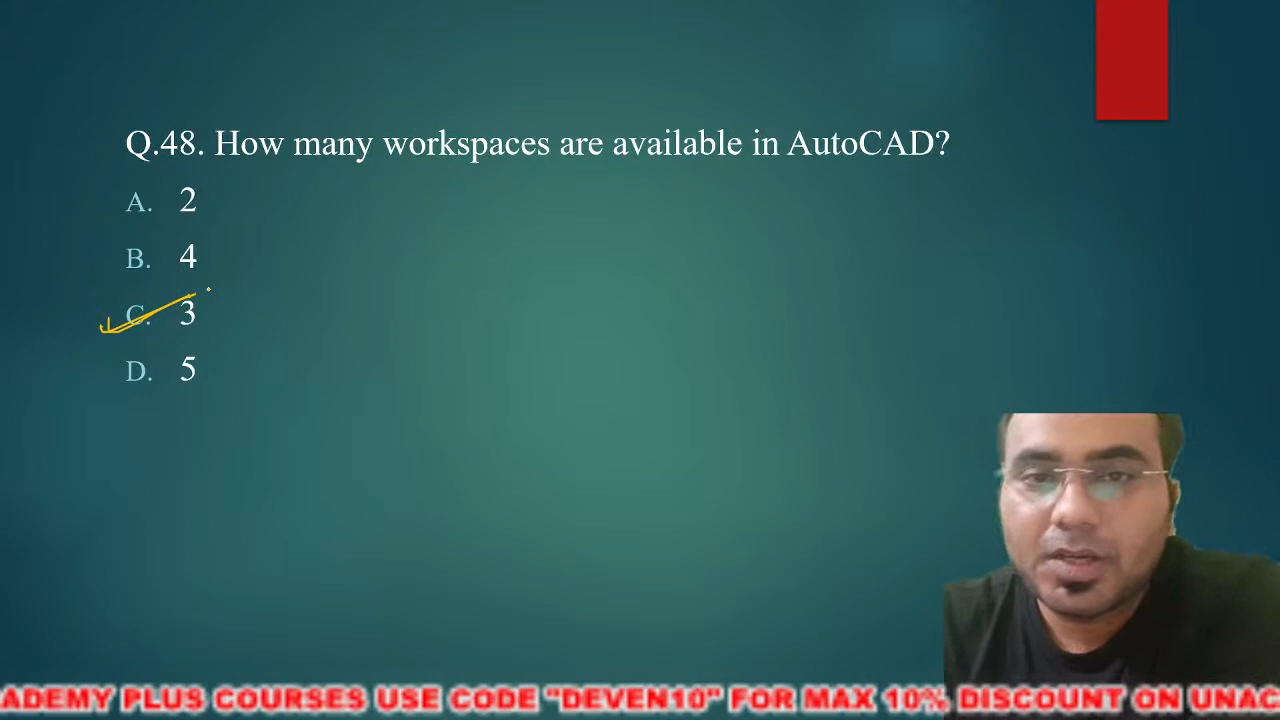 Q.48. How many workspaces are available in AutoCAD?
A. 2
B. 4
C. 3
D. 5
ADEMY PLUS COURSES USE CODE "DEVEN10" FOR MAX 10% DISCOUNT ON UNAC